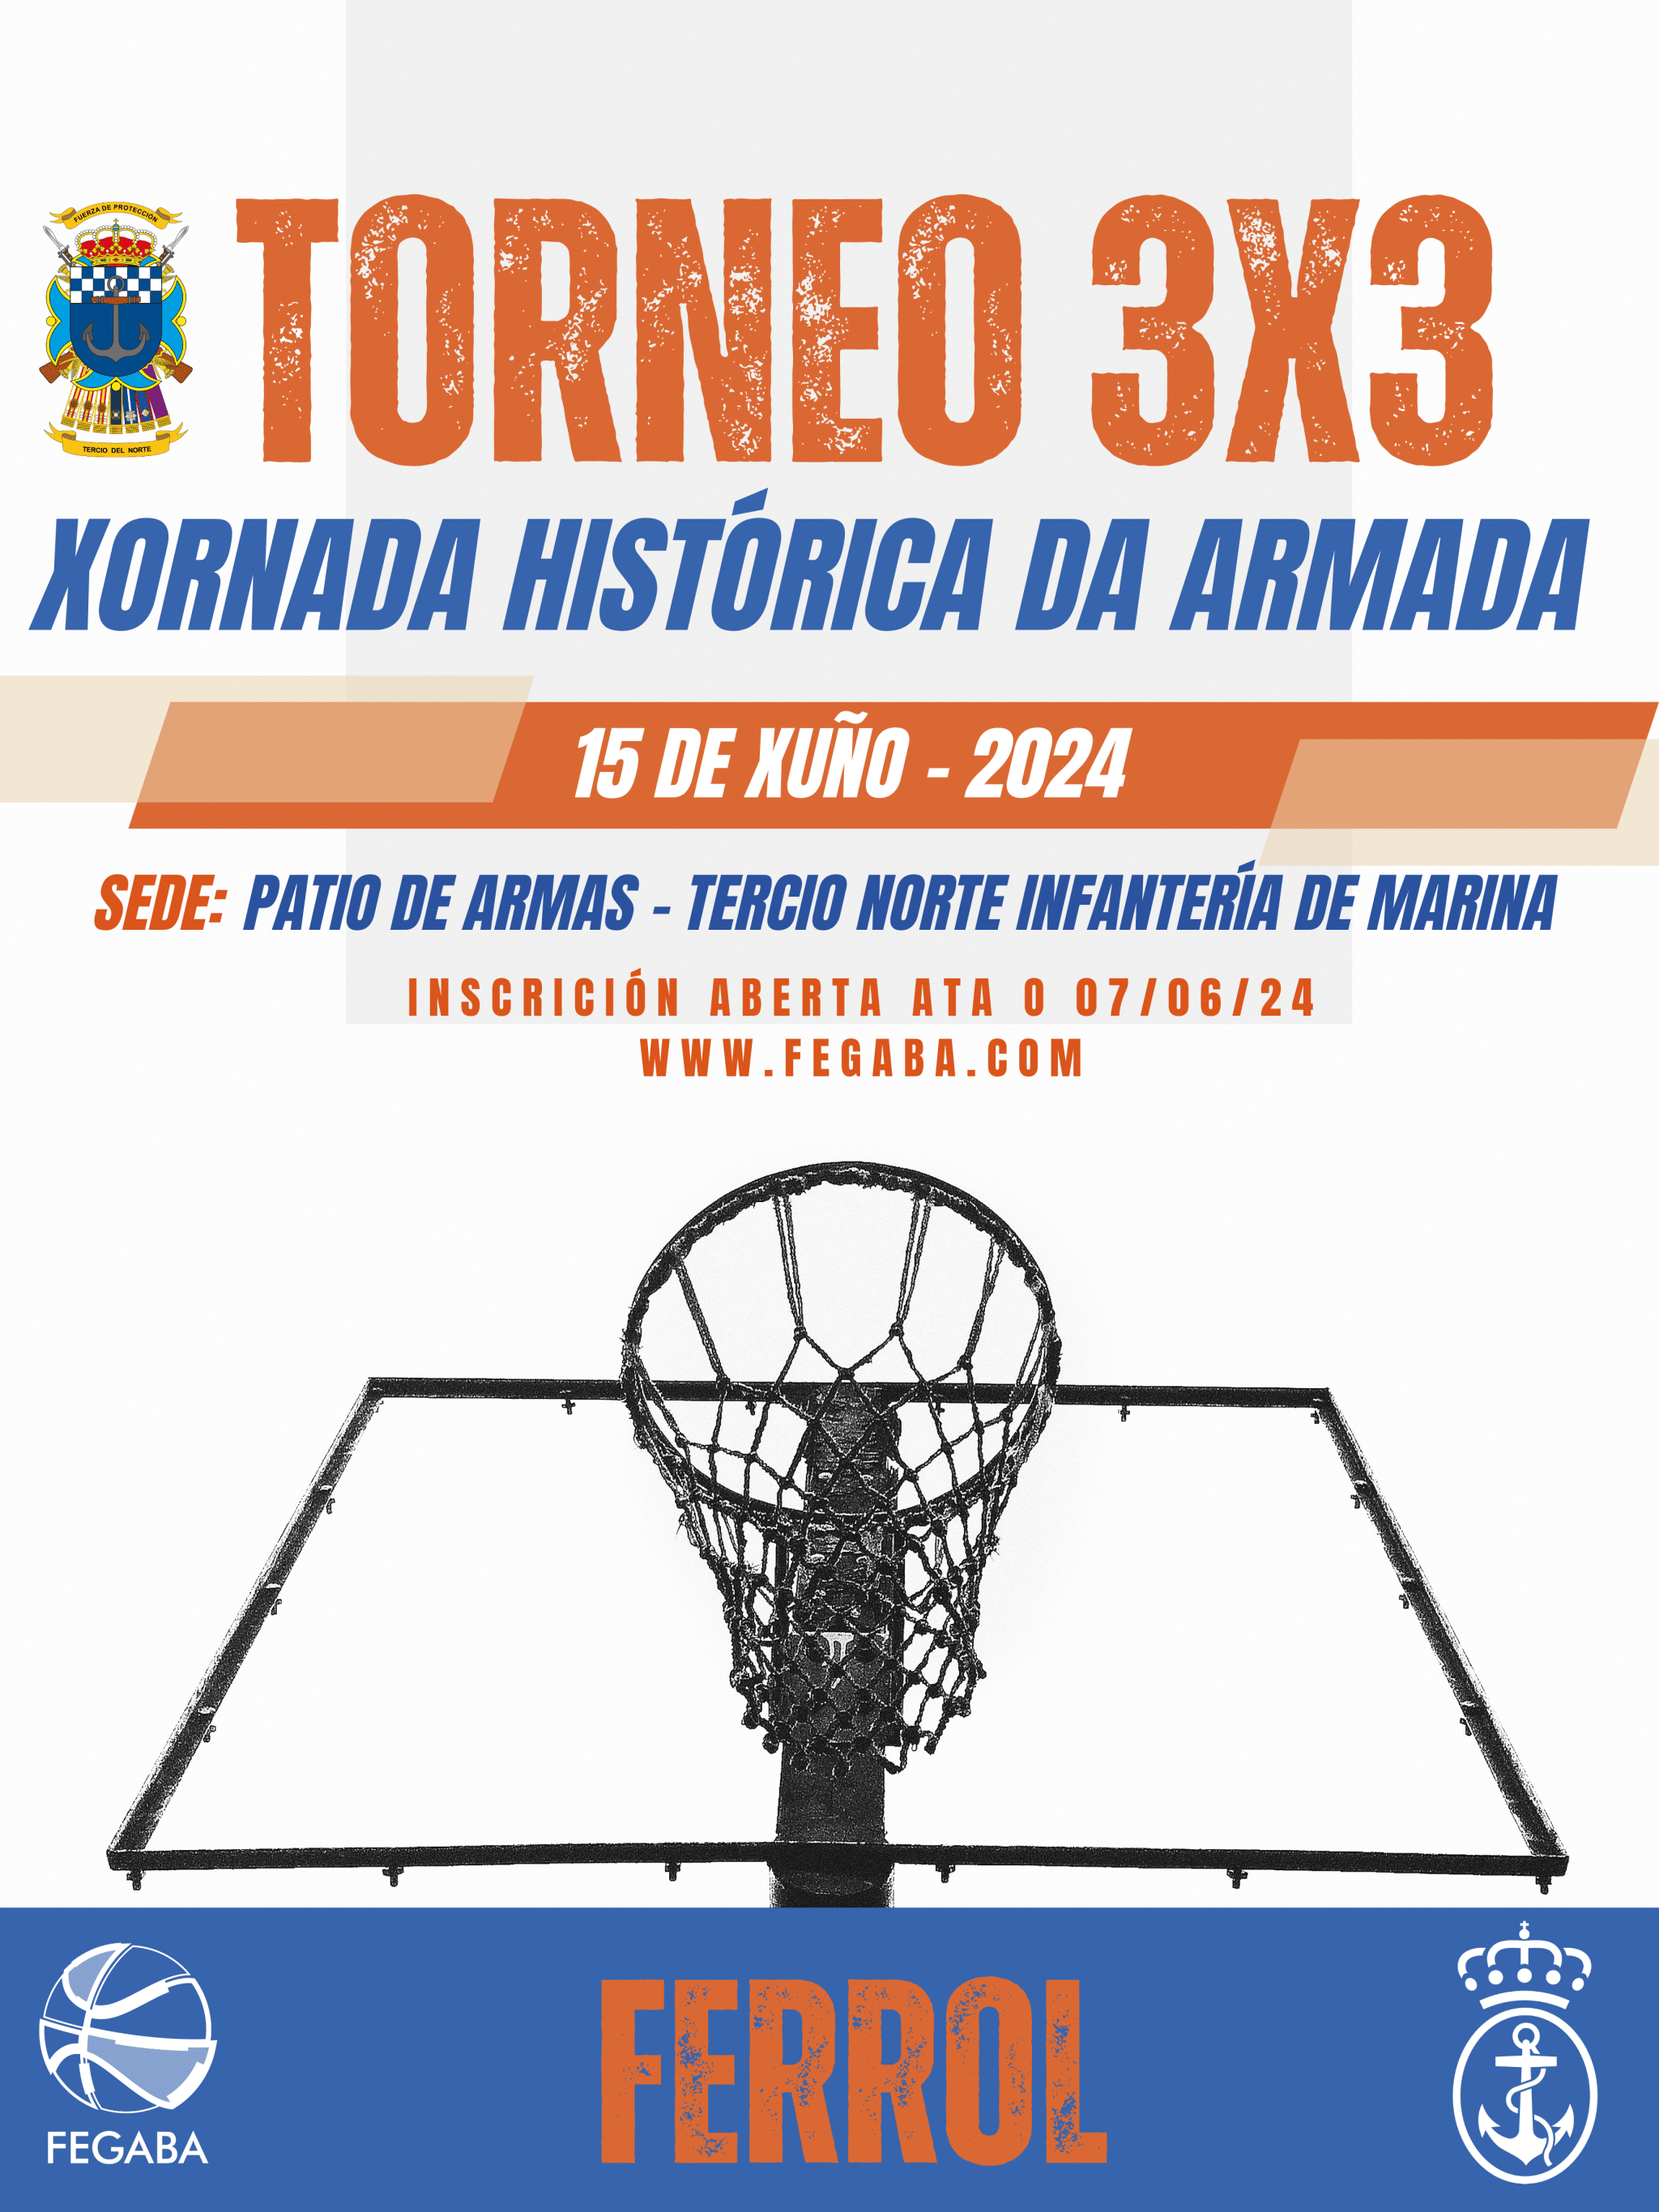 FUERZA DE PROTECCIÓN
TORNEO 3X3
TERCIO DEL NORTE
XORNADA HISTÓRICA DA ARMADA
15 DE XUÑO - 2024
SEDE: PATIO DE ARMAS - TERCIO NORTE INFANTERÍA DE MARINA
INSCRICIÓN ABERTA ATA O 07/06/24
WWW.FEGABA.COM
FERROL
FEGABA